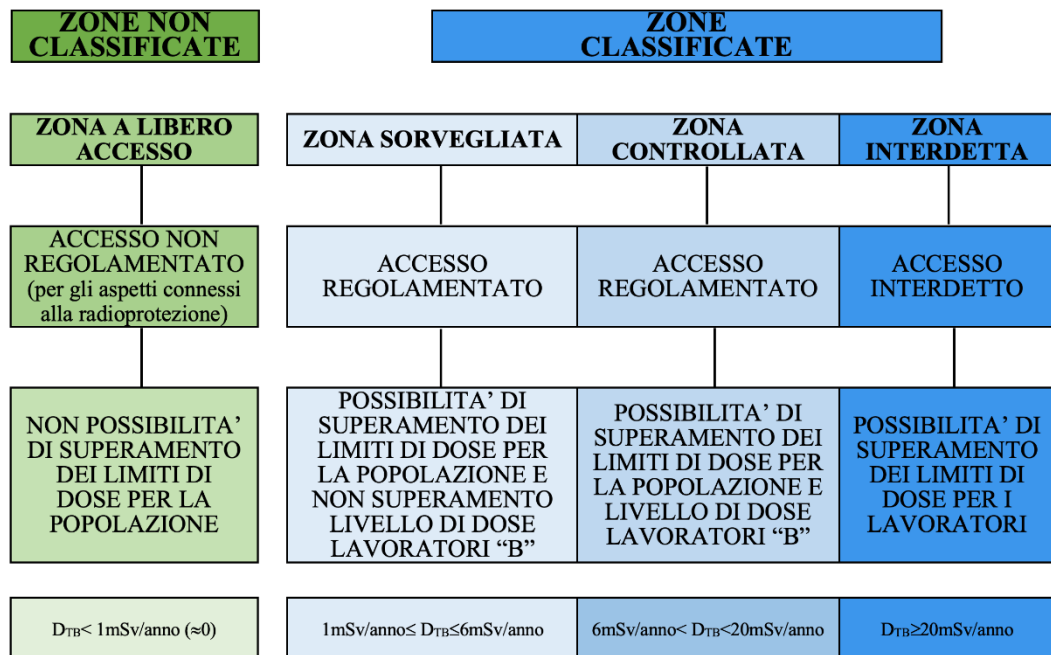 ZONE NON
CLASSIFICATE
ZONE
CLASSIFICATE
ZONA A LIBERO
ACCESSO
ZONA SORVEGLIATA
ZONA
CONTROLLATA
ZONA
INTERDETTA
ACCESSO NON
REGOLAMENTATO
(per gli aspetti connessi
alla radioprotezione)
ACCESSO
REGOLAMENTATO
ACCESSO
REGOLAMENTATO
ACCESSO
INTERDETTO
NON POSSIBILITA’
DI SUPERAMENTO
DEI LIMITI DI
DOSE PER LA
POPOLAZIONE
POSSIBILITA’ DI
SUPERAMENTO DEI
LIMITI DI DOSE PER
LA POPOLAZIONE E
NON SUPERAMENTO
LIVELLO DI DOSE
LAVORATORI “B”
POSSIBILITA’ DI
SUPERAMENTO DEI
LIMITI DI DOSE PER
LA POPOLAZIONE E
LIVELLO DI DOSE
LAVORATORI “B”
POSSIBILITA’ DI
SUPERAMENTO
DEI LIMITI DI
DOSE PER I
LAVORATORI
DTB< 1mSv/anno (≈0)
1mSv/anno≤ DTB≤6mSv/anno
6mSv/anno< DTB<20mSv/anno
DTB≥20mSv/anno